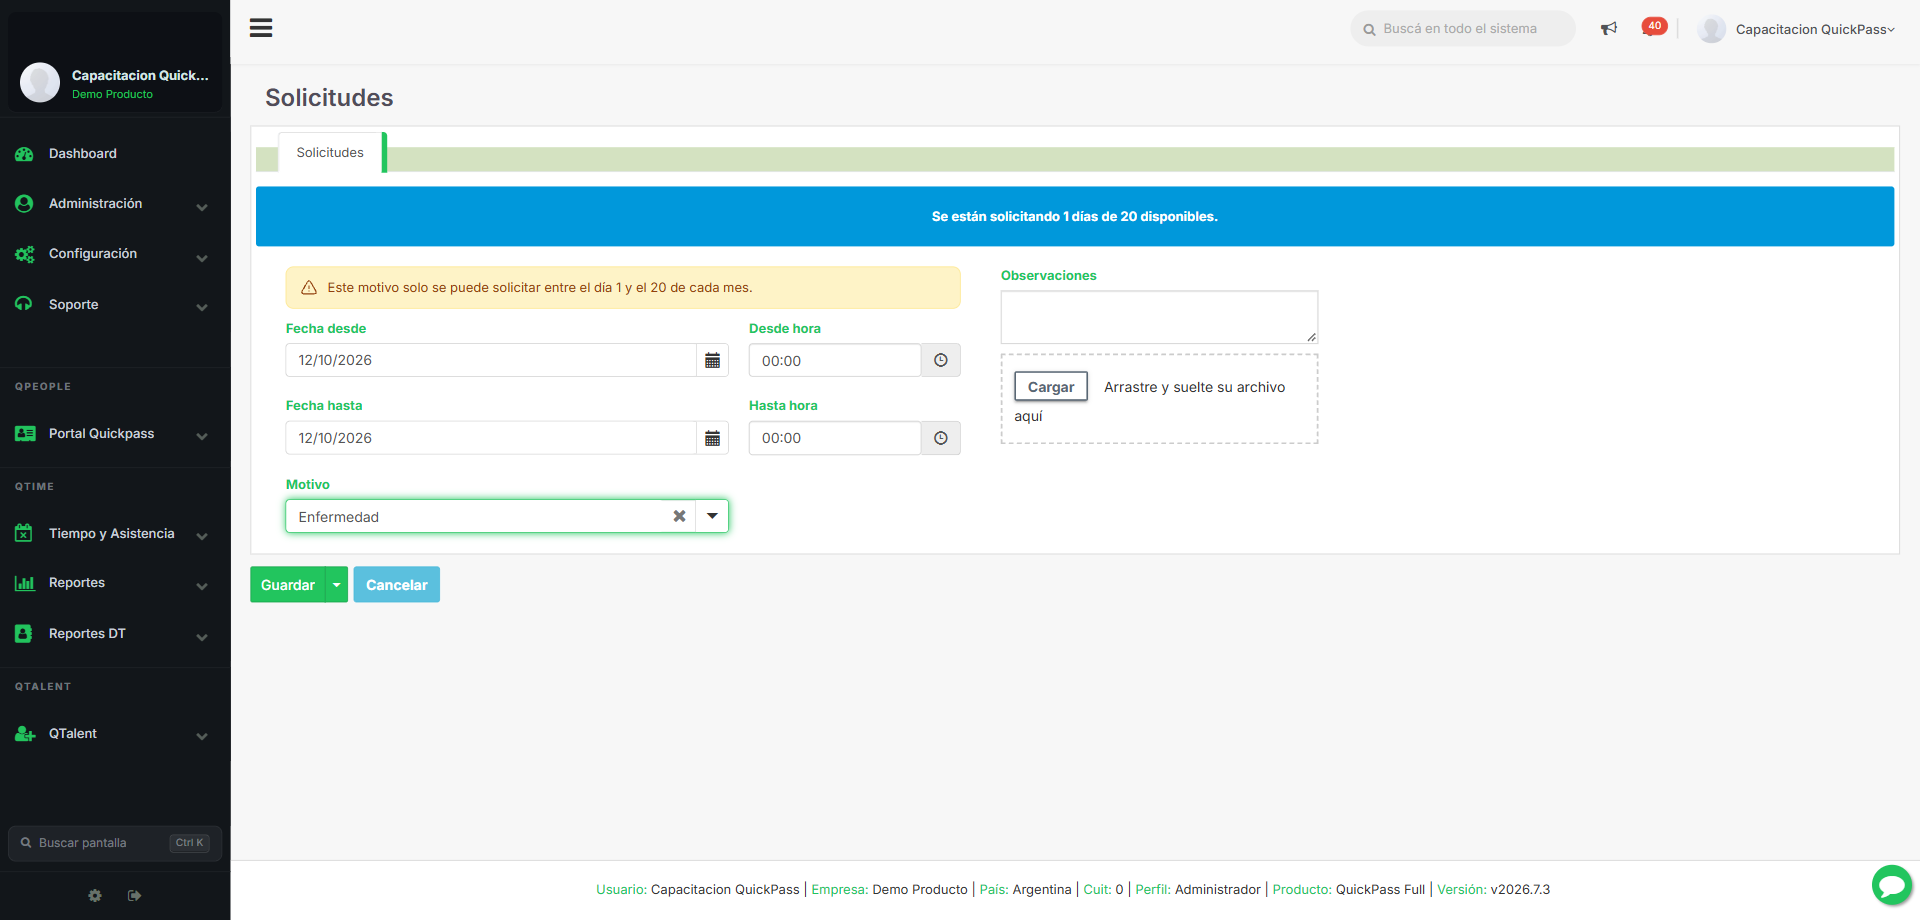 Capacitacion Quick...
Demo Producto
Dashboard
Administración
Configuración
Soporte
QPEOPLE
Portal Quickpass
QTIME
Tiempo y Asistencia
Reportes
Reportes DT
QTALENT
QTalent
Buscar pantalla
Ctrl K
Buscá en todo el sistema
40
Capacitacion QuickPass
Solicitudes
Solicitudes
Se están solicitando 1 días de 20 disponibles.
Este motivo solo se puede solicitar entre el día 1 y el 20 de cada mes.
Fecha desde
Desde hora
12/10/2026
00:00
Fecha hasta
Hasta hora
12/10/2026
00:00
Motivo
Enfermedad
Observaciones
Cargar
Arrastre y suelte su archivo
aquí
Guardar
Cancelar
Usuario: Capacitacion QuickPass | Empresa: Demo Producto | País: Argentina | Cuit: 0 | Perfil: Administrador | Producto: QuickPass Full | Versión: v2026.7.3